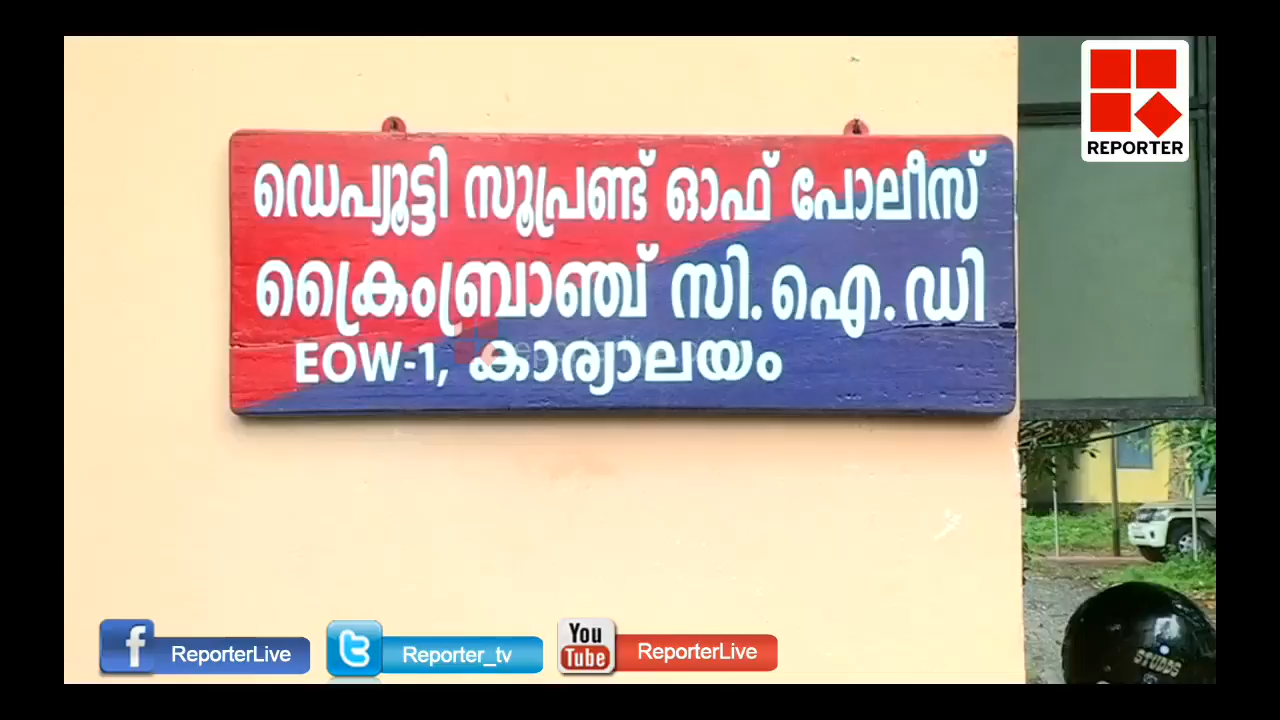 REPORTER
ഡെപ്യൂട്ടി സൂപ്രണ്ട് ഓഫ് പോലീസ്
ക്രൈംബ്രാഞ്ച് സി.ഐ.ഡി
EOW-1, കാര്യാലയം
ReporterLive
Reporter_tv
You
Tube
ReporterLive
STUDDS